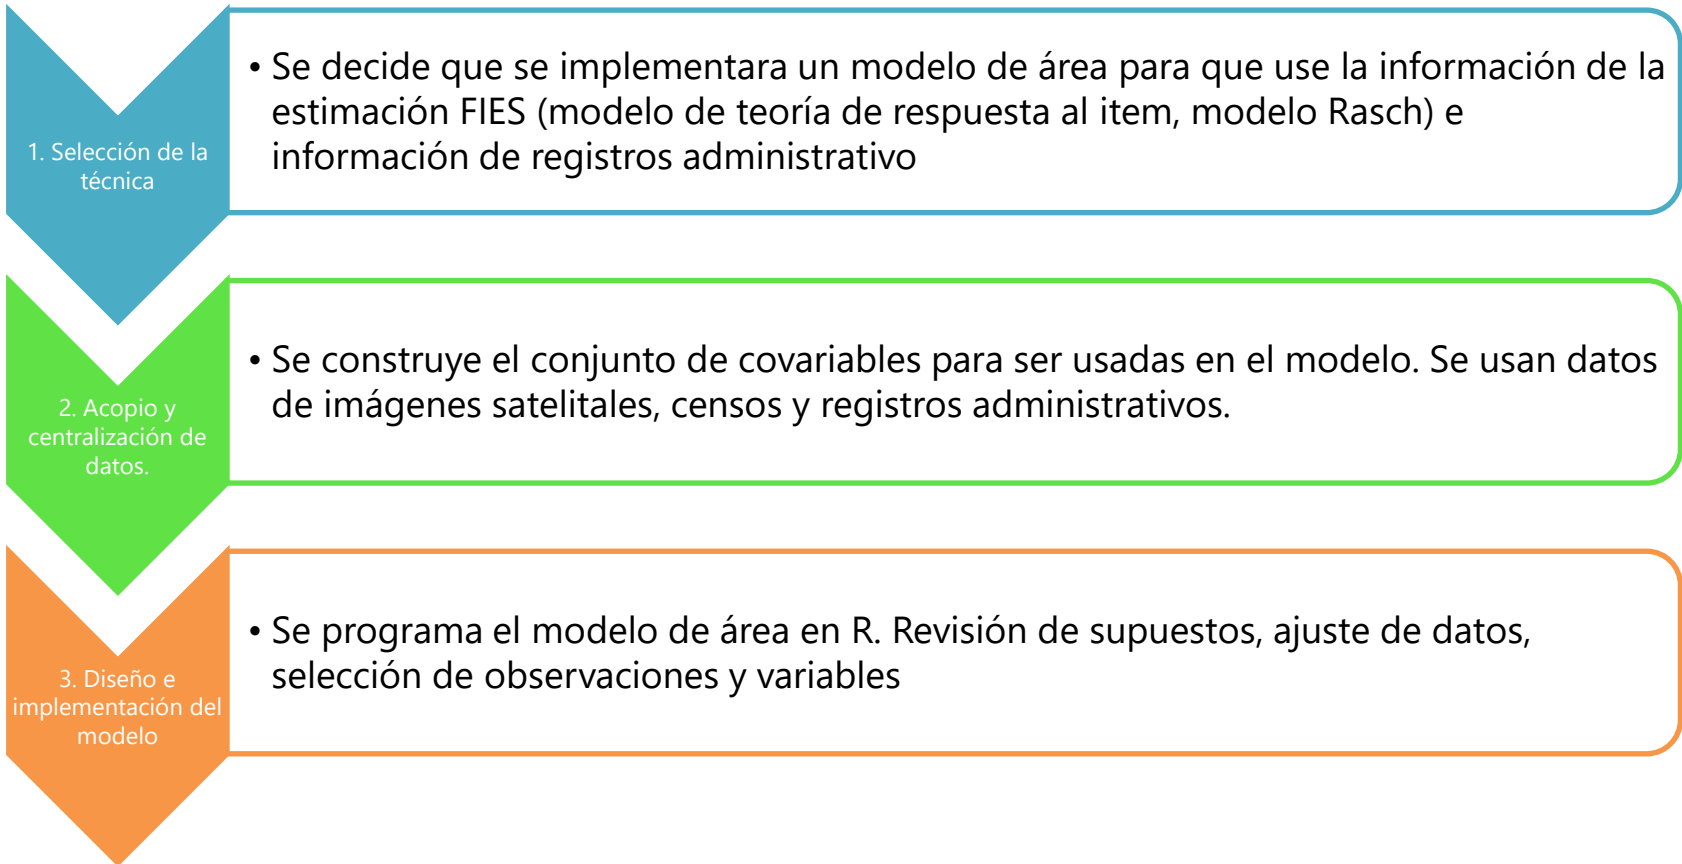 1. Selección de la
técnica
• Se decide que se implementara un modelo de área para que use la información de la
estimación FIES (modelo de teoría de respuesta al item, modelo Rasch) e
información de registros administrativo
2. Acopio y
centralización de
datos.
• Se construye el conjunto de covariables para ser usadas en el modelo. Se usan datos
de imágenes satelitales, censos y registros administrativos.
3. Diseño e
implementación del
modelo
• Se programa el modelo de área en R. Revisión de supuestos, ajuste de datos,
selección de observaciones y variables